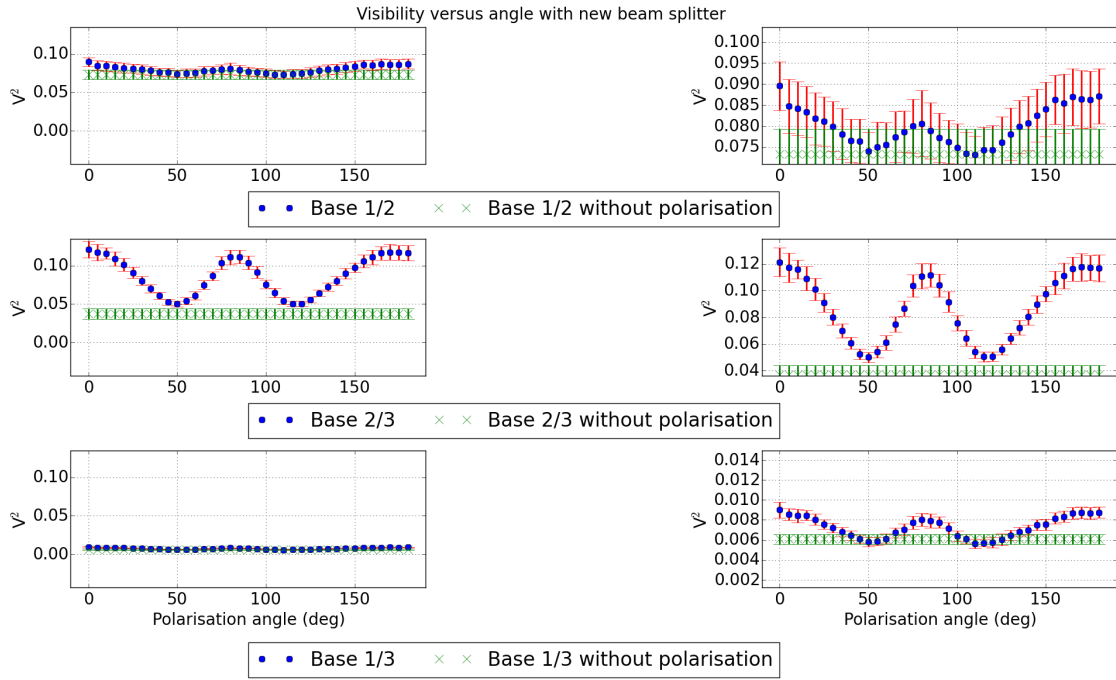 Visibility versus angle with new beam splitter
V²
0.10
0.05
0.00
0 50 100 150
V²
0.100
0.095
0.090
0.085
0.080
0.075
0 50 100 150
Base 1/2 Base 1/2 without polarisation
V²
0.10
0.05
0.00
0 50 100 150
V²
0.12
0.10
0.08
0.06
0.04
0 50 100 150
Base 2/3 Base 2/3 without polarisation
V²
0.10
0.05
0.00
0 50 100 150
Polarisation angle (deg)
V²
0.014
0.012
0.010
0.008
0.006
0.004
0.002
0 50 100 150
Polarisation angle (deg)
Base 1/3 Base 1/3 without polarisation